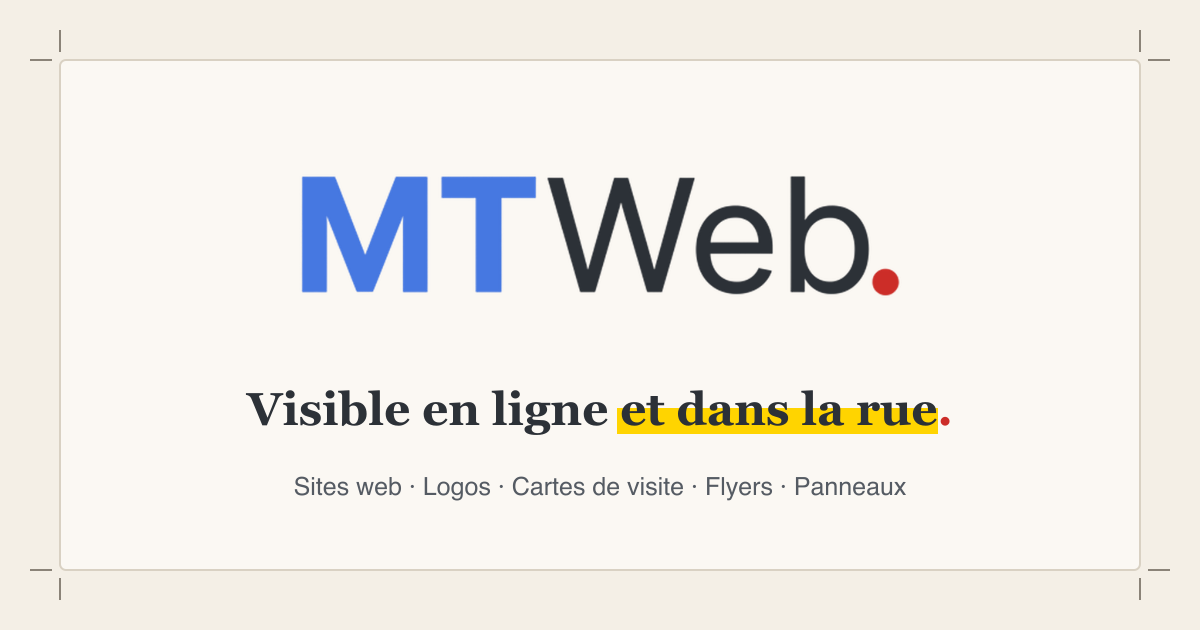 MTWeb.
Visible en ligne et dans la rue.
Sites web · Logos · Cartes de visite · Flyers · Panneaux